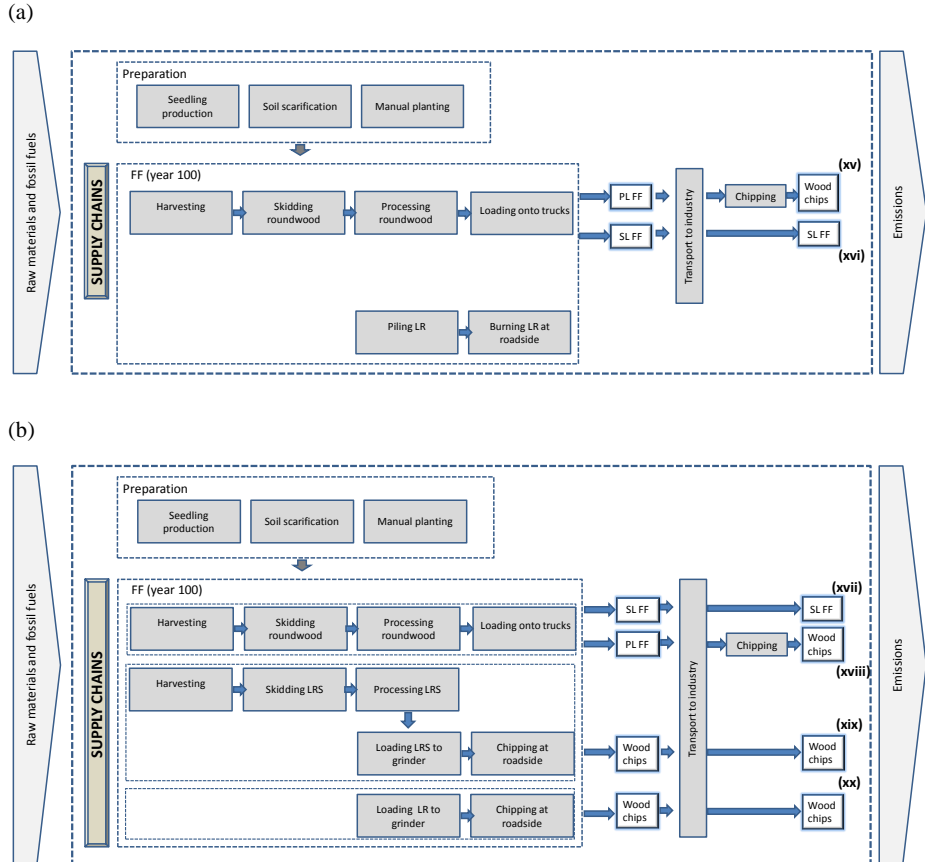 (a)
Raw materials and fossil fuels
SUPPLY CHAINS
Preparation
Seedling
production
Soil scarification
Manual planting
FF (year 100)
Harvesting
Skidding
roundwood
Processing
roundwood
Loading onto trucks
PL FF
SL FF
Transport to industry
Chipping
(xv)
Wood
chips
SL FF
(xvi)
Piling LR
Burning LR at
roadside
Emissions
(b)
Raw materials and fossil fuels
SUPPLY CHAINS
Preparation
Seedling
production
Soil scarification
Manual planting
FF (year 100)
Harvesting
Skidding
roundwood
Processing
roundwood
Loading onto trucks
SL FF
PL FF
Transport to industry
(xvii)
SL FF
Chipping
Wood
chips
(xviii)
Harvesting
Skidding LRS
Processing LRS
Loading LRS to
grinder
Chipping at
roadside
Wood
chips
(xix)
Wood
chips
Loading LR to
grinder
Chipping at
roadside
Wood
chips
(xx)
Wood
chips
Emissions